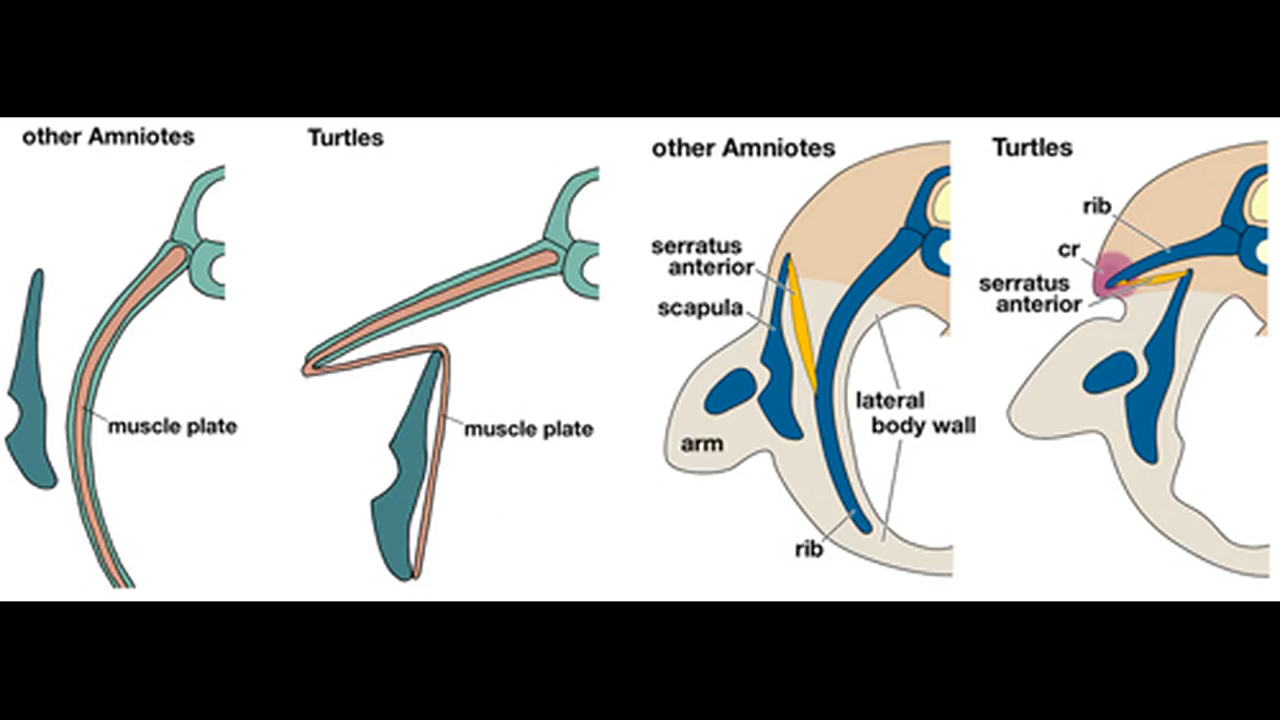 other Amniotes
muscle plate
Turtles
muscle plate
other Amniotes
serratus
anterior
scapula
arm
lateral
body wall
rib
Turtles
rib
cr
serratus
anterior